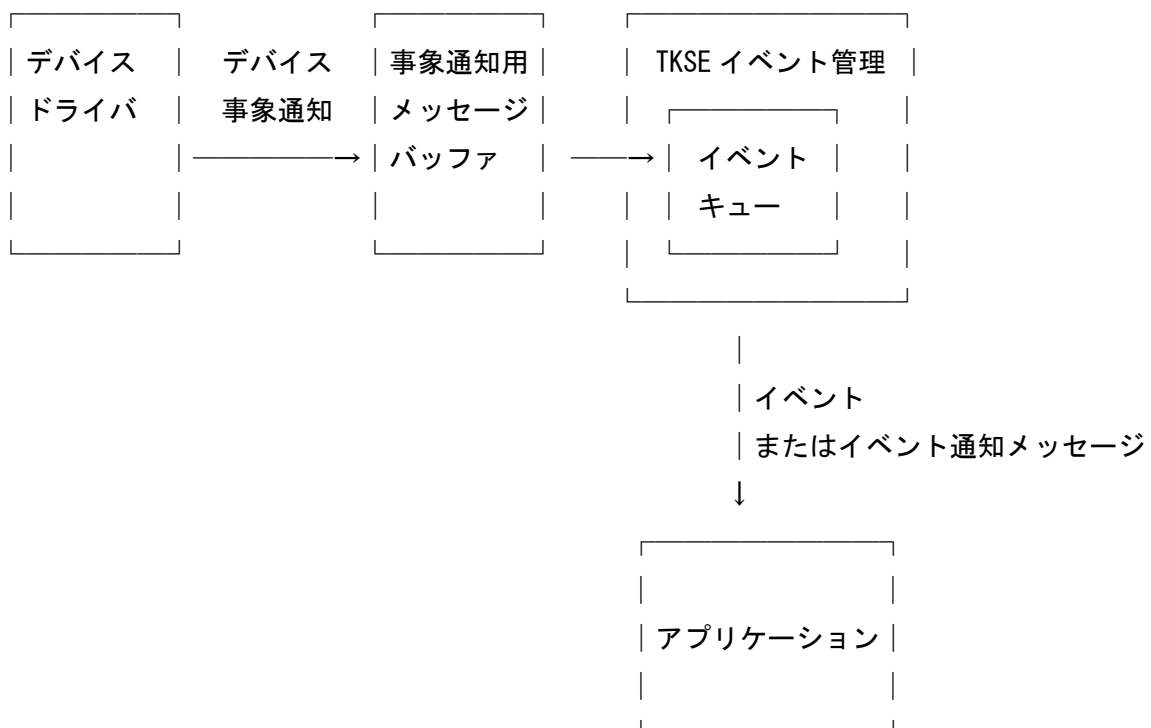 デバイス
ドライバ
デバイス
事象通知
事象通知用
メッセージ
バッファ
TKSE イベント管理
イベント
キュー
イベント
またはイベント通知メッセージ
アプリケーション